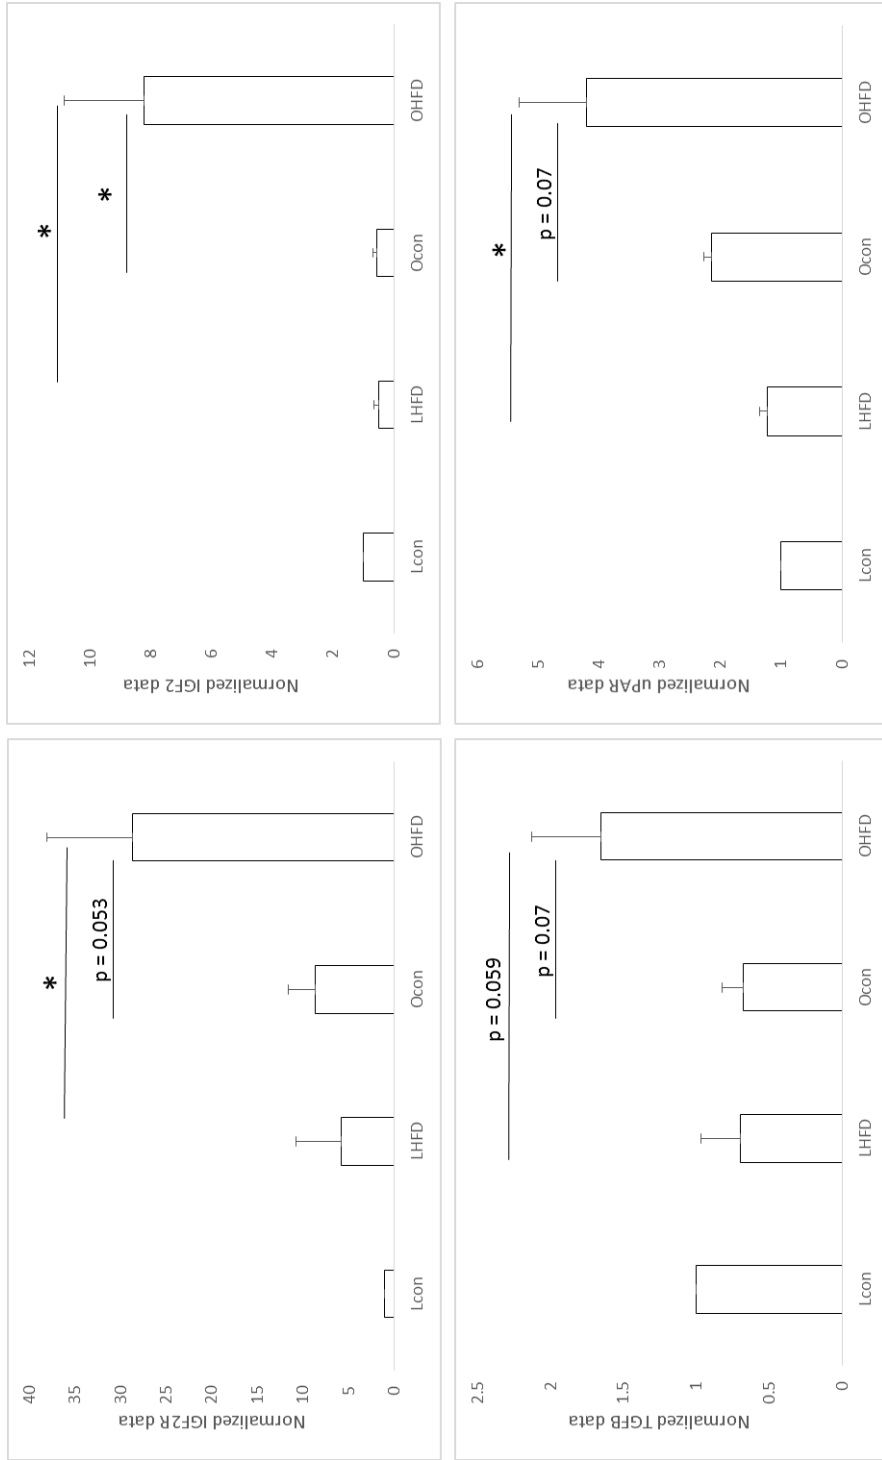 Normalized IGF2R data
40
35
30
25
20
15
10
5
0
*
p = 0.053
Lcon
LHFD
Ocon
OHFD
Normalized IGF2 data
12
10
8
6
4
2
0
*
*
Lcon
LHFD
Ocon
OHFD
Normalized TGFB data
2.5
2
1.5
1
0.5
0
p = 0.059
p = 0.07
Lcon
LHFD
Ocon
OHFD
Normalized uPAR data
6
5
4
3
2
1
0
*
p = 0.07
Lcon
LHFD
Ocon
OHFD